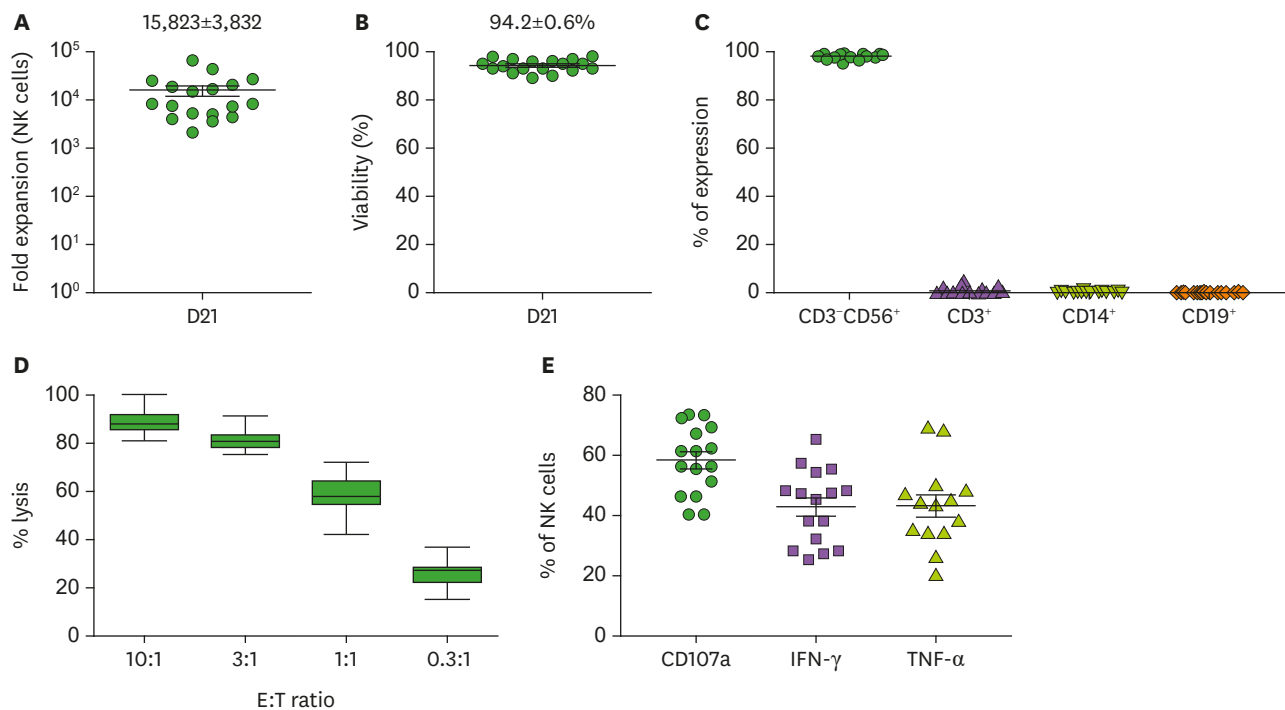 A
15,823±3,832
Fold expansion (NK cells)
10⁵
10⁴
10³
10²
10¹
10⁰
D21
B
94.2±0.6%
Viability (%)
100
80
60
40
20
0
D21
C
% of expression
100
80
60
40
20
0
CD3⁻CD56⁺
CD3⁺
CD14⁺
CD19⁺
D
% lysis
100
80
60
40
20
0
10:1
3:1
1:1
0.3:1
E:T ratio
E
% of NK cells
80
60
40
20
0
CD107a
IFN-γ
TNF-α